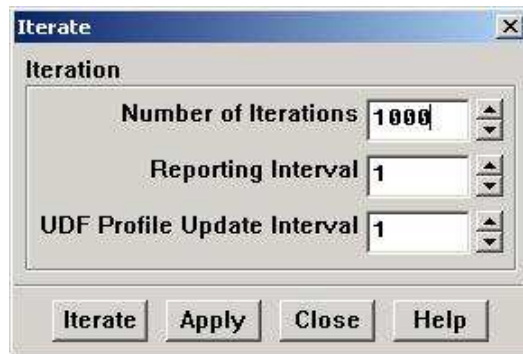 Iterate
Iteration
Number of Iterations 1000
Reporting Interval 1
UDF Profile Update Interval 1
Iterate Apply Close Help